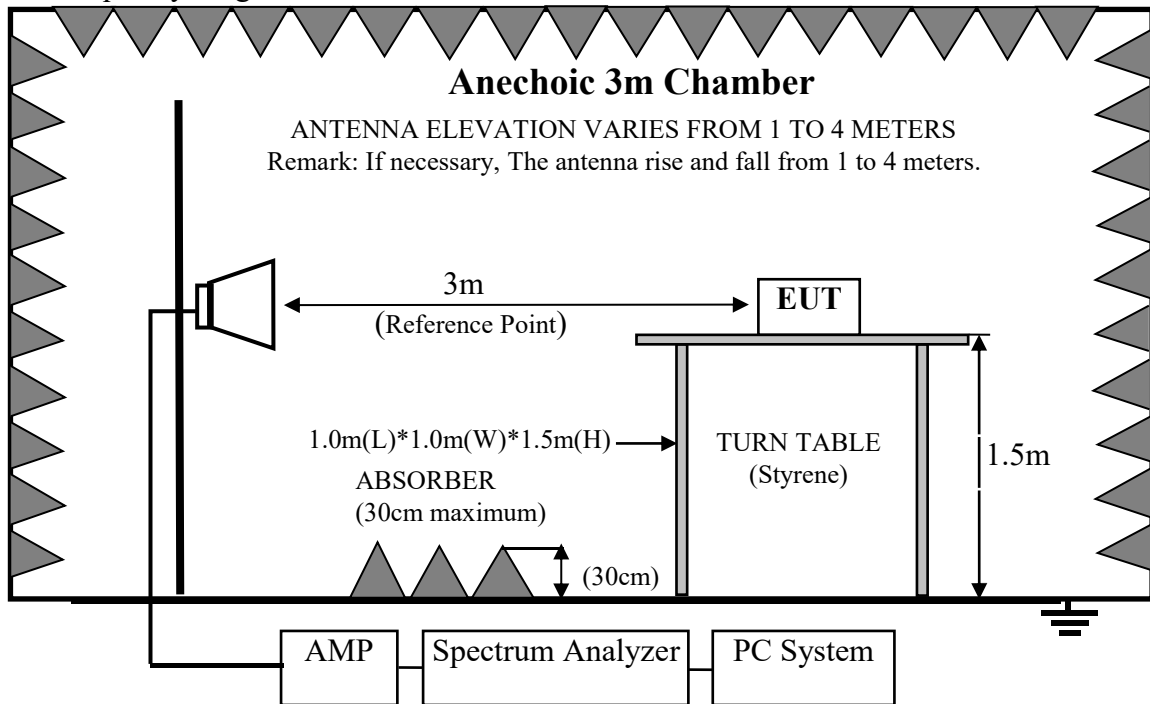 Anechoic 3m Chamber
ANTENNA ELEVATION VARIES FROM 1 TO 4 METERS
Remark: If necessary, The antenna rise and fall from 1 to 4 meters.
3m
(Reference Point)
EUT
1.0m(L)*1.0m(W)*1.5m(H)
TURN TABLE
(Styrene)
1.5m
ABSORBER
(30cm maximum)
(30cm)
AMP
Spectrum Analyzer
PC System